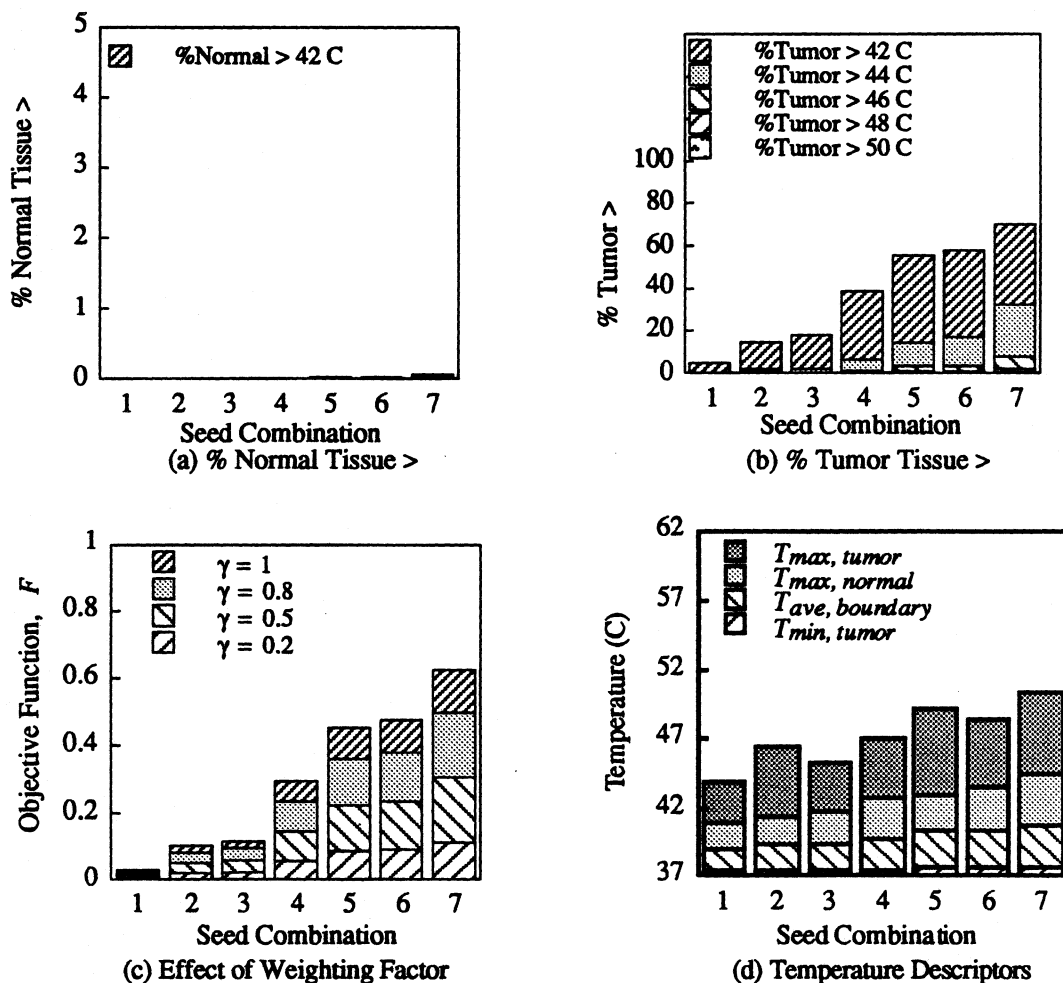 5
4
3
2
1
0
% Normal Tissue >
%Normal > 42 C
1 2 3 4 5 6 7
Seed Combination
(a) % Normal Tissue >
%Tumor > 42 C
%Tumor > 44 C
%Tumor > 46 C
%Tumor > 48 C
%Tumor > 50 C
100
80
60
40
20
0
% Tumor >
1 2 3 4 5 6 7
Seed Combination
(b) % Tumor Tissue >
1
0.8
0.6
0.4
0.2
0
Objective Function, F
γ = 1
γ = 0.8
γ = 0.5
γ = 0.2
1 2 3 4 5 6 7
Seed Combination
(c) Effect of Weighting Factor
62
57
52
47
42
37
Temperature (C)
Tmax, tumor
Tmax, normal
Tave, boundary
Tmin, tumor
1 2 3 4 5 6 7
Seed Combination
(d) Temperature Descriptors